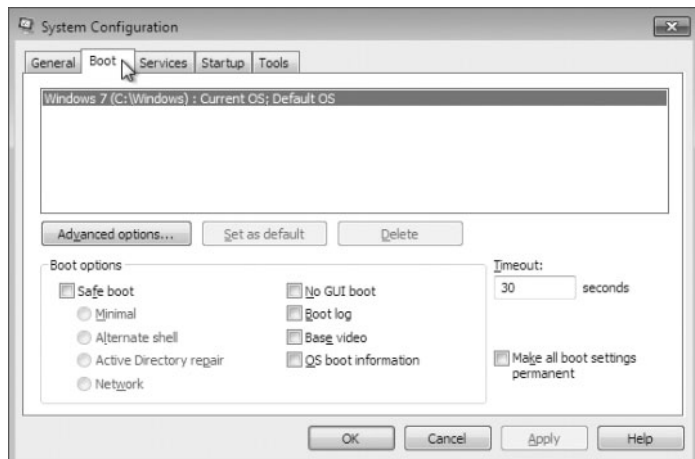 System Configuration
General Boot Services Startup Tools
Windows 7 (C:\Windows) : Current OS; Default OS
Advanced options... Set as default Delete
Boot options
Timeout:
Safe boot No GUI boot 30 seconds
Minimal Boot log
Alternate shell Base video
Active Directory repair OS boot information Make all boot settings
permanent
Network
OK Cancel Apply Help